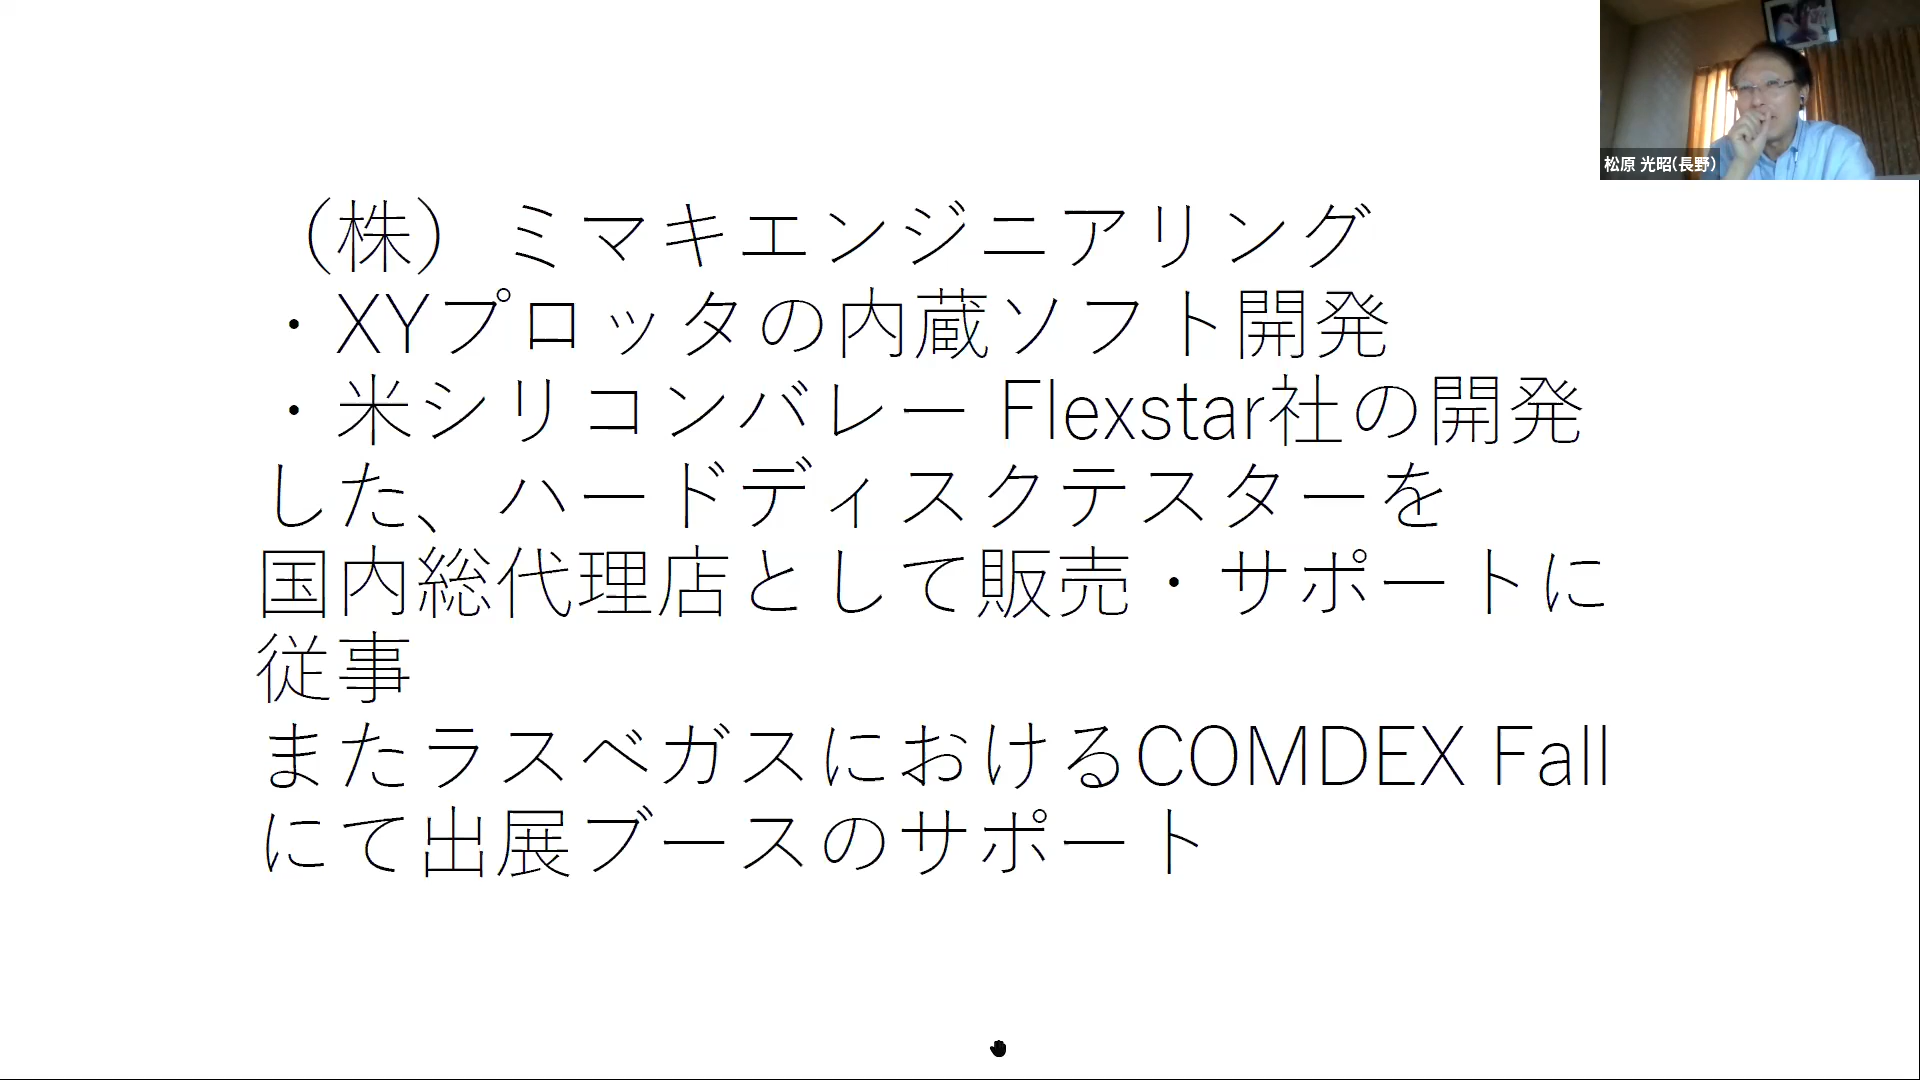 （株）ミマキエンジニアリング
・XYプロッタの内蔵ソフト開発
・米シリコンバレー Flexstar社の開発
した、ハードディスクテスターを
国内総代理店として販売・サポートに
従事
またラスベガスにおけるCOMDEX Fall
にて出展ブースのサポート
松原 光昭(長野)